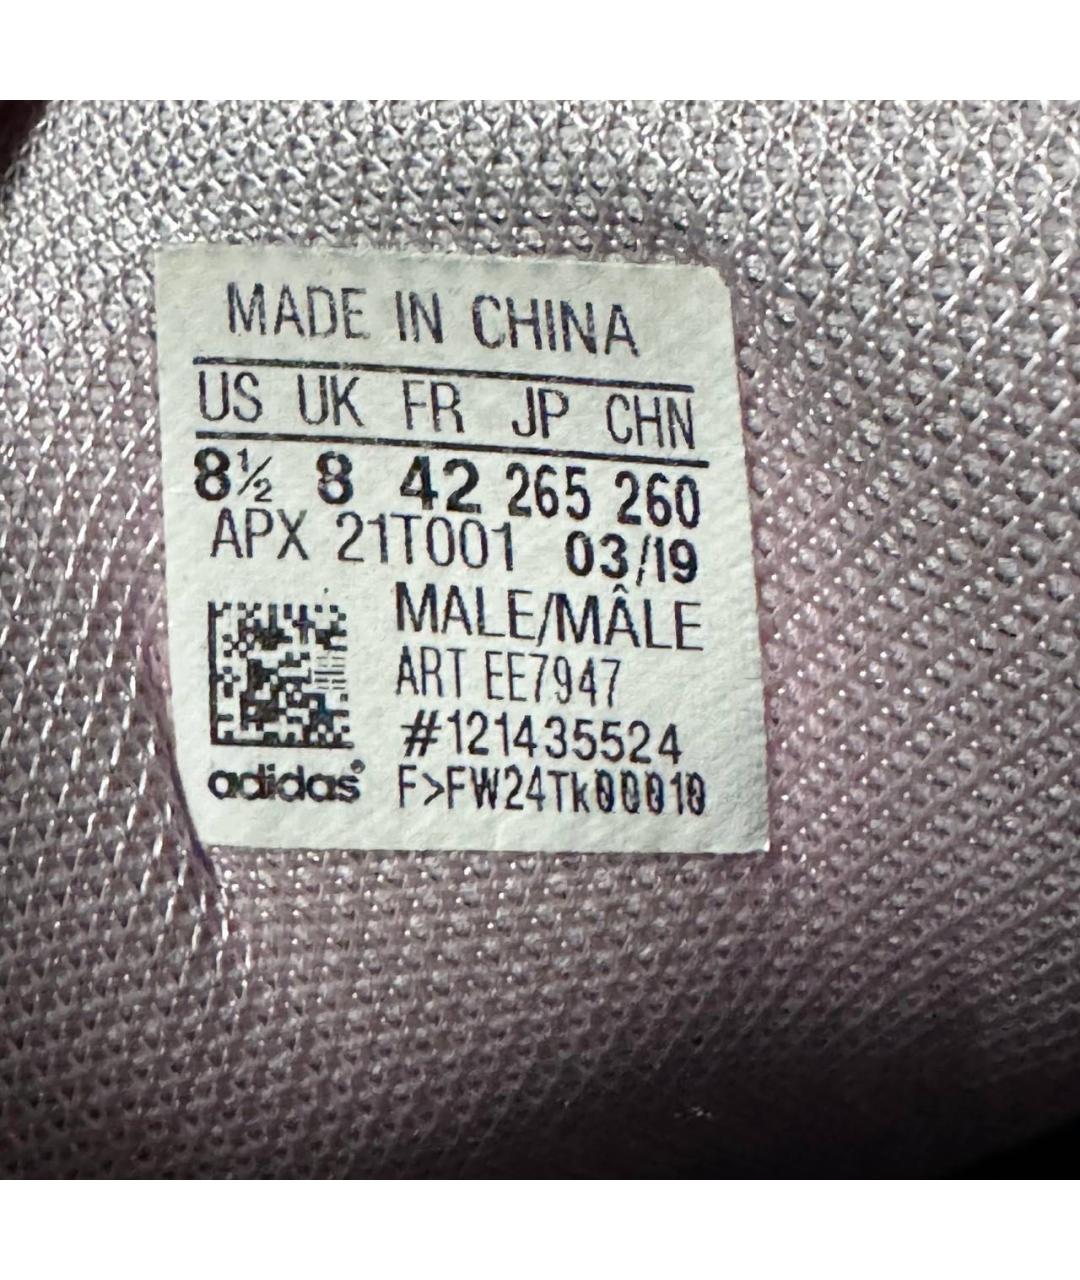 MADE IN CHINA
US UK FR JP CHN
8½ 8 42 265 260
APX 21T001 03/19
MALE/MÂLE
ART EE7947
#121435524
adidas® F>FW24Tk00010